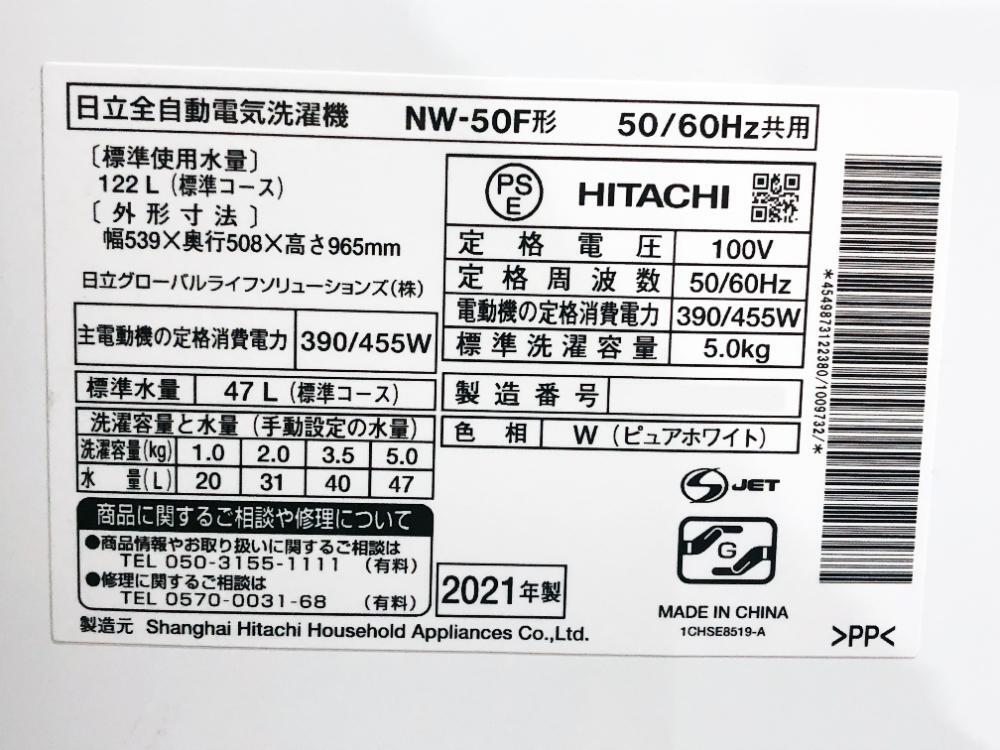 日立全自動電気洗濯機 NW-50F形 50/60Hz共用
〔標準使用水量〕
122 L (標準コース)
〔外形寸法〕
幅539×奥行508×高さ965mm
日立グローバルライフソリューションズ(株)
主電動機の定格消費電力 390/455W
標準水量 47 L (標準コース)
洗濯容量と水量 (手動設定の水量)
洗濯容量(kg) 1.0 2.0 3.5 5.0
水 量(L) 20 31 40 47
商品に関するご相談や修理について
●商品情報やお取り扱いに関するご相談は
TEL 050-3155-1111 (有料)
●修理に関するご相談は
TEL 0570-0031-68 (有料)
製造元 Shanghai Hitachi Household Appliances Co.,Ltd.
PSE HITACHI
定格電圧 100V
定格周波数 50/60Hz
電動機の定格消費電力 390/455W
標準洗濯容量 5.0kg
製造番号
色相 W (ピュアホワイト)
S JET
G
2021年製
MADE IN CHINA
1CHSE8519-A
>PP<
*4549873122380/1009732/*